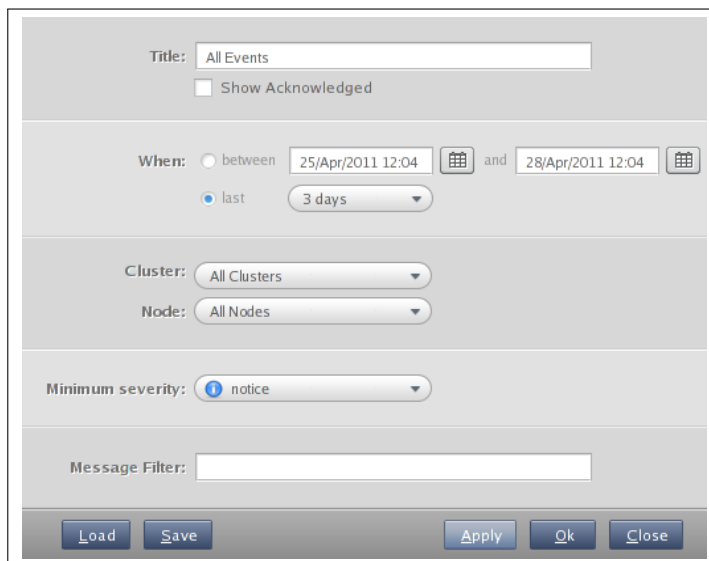 Title: All Events
Show Acknowledged
When: between 25/Apr/2011 12:04 and 28/Apr/2011 12:04
last 3 days
Cluster: All Clusters
Node: All Nodes
Minimum severity: notice
Message Filter:
Load Save Apply Ok Close